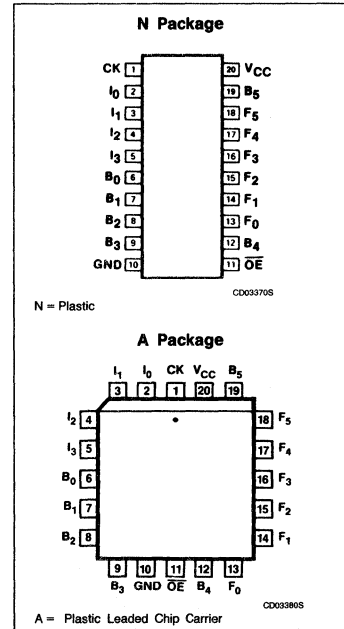 N Package
CK 1 20 VCC
I0 2 19 B5
I1 3 18 F5
I2 4 17 F4
I3 5 16 F3
B0 6 15 F2
B1 7 14 F1
B2 8 13 F0
B3 9 12 B4
GND 10 11 O̅E̅
CD03370S
N = Plastic
A Package
I1 I0 CK VCC B5
3 2 1 20 19
I2 4 18 F5
I3 5 17 F4
B0 6 16 F3
B1 7 15 F2
B2 8 14 F1
9 10 11 12 13
B3 GND O̅E̅ B4 F0
CD03380S
A = Plastic Leaded Chip Carrier